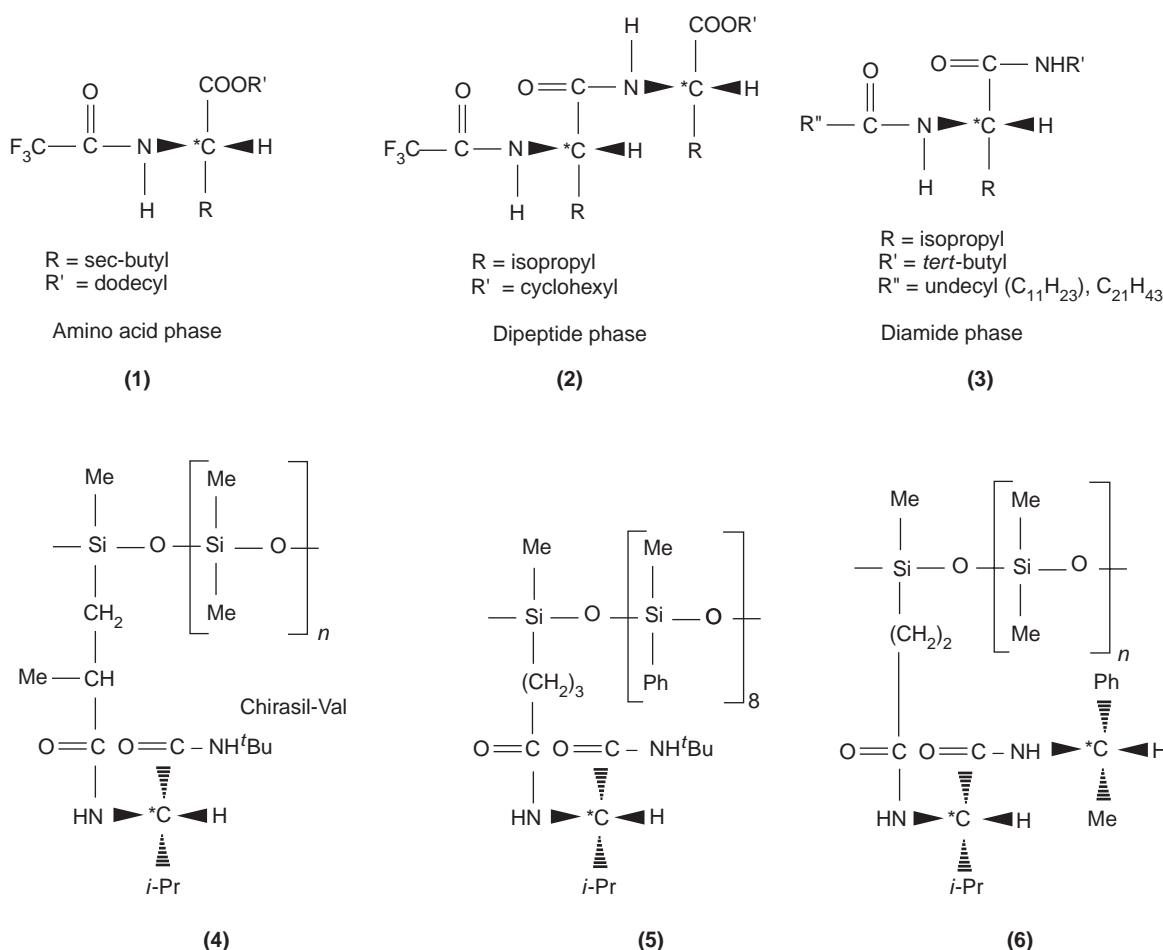 O
COOR'
F3C — C — N *C H
H
R
R = sec-butyl
R' = dodecyl
Amino acid phase
(1)
H
COOR'
O C N *C H
O
R
F3C — C — N *C H
H
R
R = isopropyl
R' = cyclohexyl
Dipeptide phase
(2)
O C — NHR'
O
R" — C — N *C H
H
R
R = isopropyl
R' = tert-butyl
R" = undecyl (C11H23), C21H43
Diamide phase
(3)
Me Me
Si — O — Si — O
CH2 Me
n
Me — CH
Chirasil-Val
O C O C – NHtBu
HN *C H
i-Pr
(4)
Me Me
Si — O — Si — O
(CH2)3 Ph
8
O C O C – NHtBu
HN *C H
i-Pr
(5)
Me Me
Si — O — Si — O
(CH2)2 Me
n
Ph
O C O C – NH *C H
Me
HN *C H
i-Pr
(6)